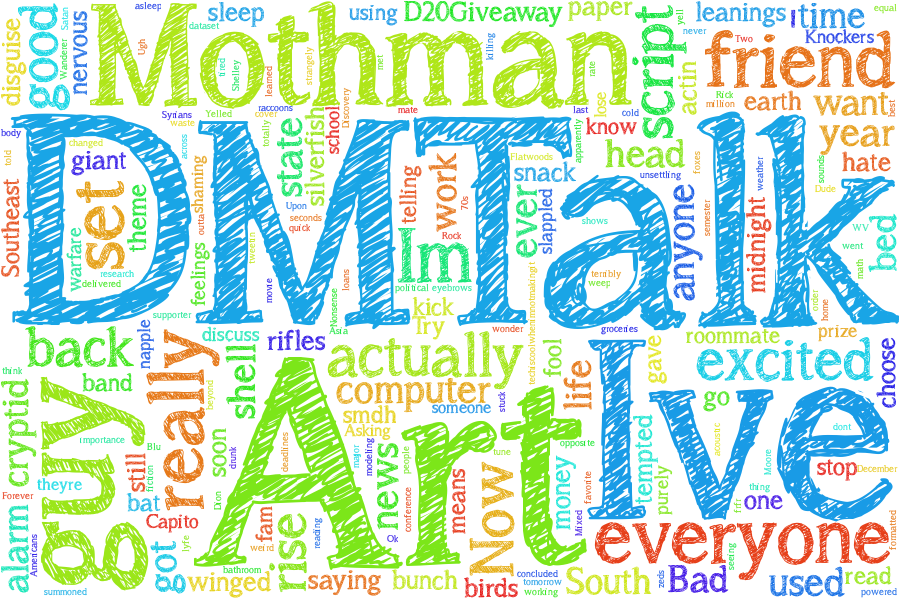 Mothman
DMTalk
Art
Ive
friend
everyone
guy
really
actually
excited
Now
script
D20Giveaway
good
sleep
nervous
disguise
using
paper
leanings
time
Knockers
asleep
dataset
Satan
Wanderer
Ugh
tired
Shelley
learned
strangely
met
killing
rate
lose
actin
yell
never
equal
Two
earth
want
year
best
Rick
million
hate
head
know
cold
last
mate
apparently
foxes
unsettling
weather
sounds
Dude
WV
went
bed
math
body
told
changed
giant
set
theme
Southeast
warfare
research
delivered
Syrians
waste
Yelled
raccoons
cover
across
totally
state
silverfish
school
Discovery
shaming
outta
feelings
Upon
seconds
quick
tweetin
movie
loans
70s
telling
work
Im
Rock
political
eyebrows
Flatwoods
snack
ever
slapped
shows
terribly
weep
anyone
semester
midnight
order
home
supporter
Nonsense
Asia
kick
fry
wonder
groceries
roommate
prize
choose
back
napple
discuss
rifles
shell
think
band
cryptid
importance
theyre
beyond
computer
someone
stuck
smdh
Asking
fool
life
gave
go
acoustic
tempted
purely
dont
stop
December
one
Moore
thing
frfr
still
fiction
Blu
bat
Capito
soon
drunk
Dion
deadlines
major
modeling
news
people
conference
means
tune
opposite
money
favorite
Mixed
Forever
Americans
alarm
summoned
got
lyfe
fam
weird
rise
reading
Ok
bathroom
winged
saying
bunch
birds
concluded
tomorrow
working
South
zeds
Bad
seeing
used
read
powered
formatted